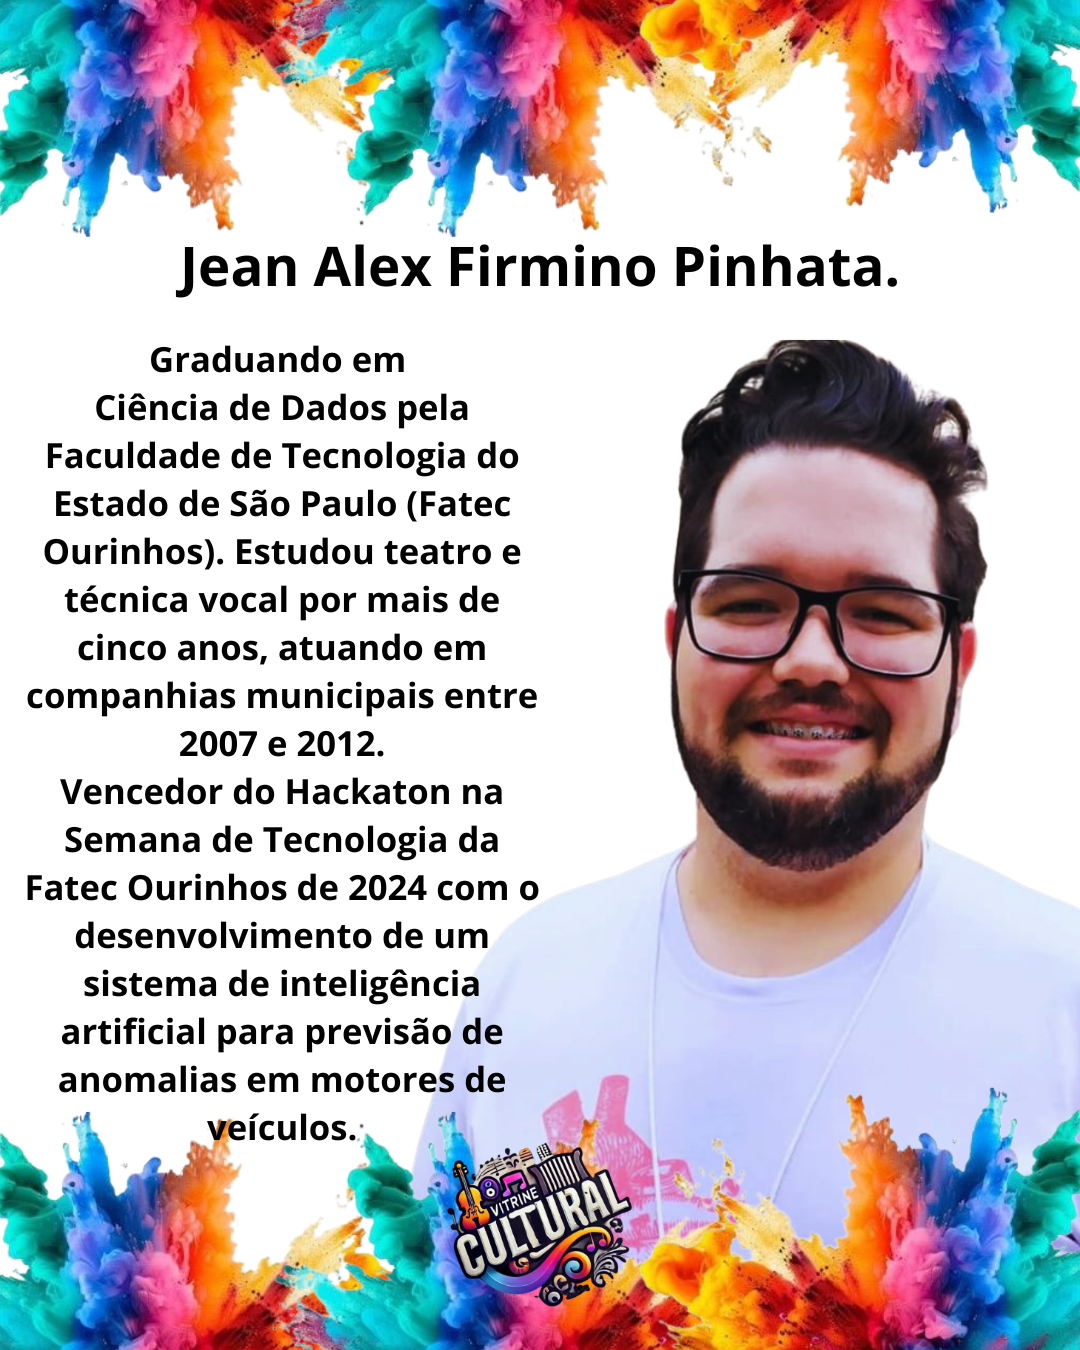 Jean Alex Firmino Pinhata.
Graduando em
Ciência de Dados pela
Faculdade de Tecnologia do
Estado de São Paulo (Fatec
Ourinhos). Estudou teatro e
técnica vocal por mais de
cinco anos, atuando em
companhias municipais entre
2007 e 2012.
Vencedor do Hackaton na
Semana de Tecnologia da
Fatec Ourinhos de 2024 com o
desenvolvimento de um
sistema de inteligência
artificial para previsão de
anomalias em motores de
veículos.
VITRINE
CULTURAL